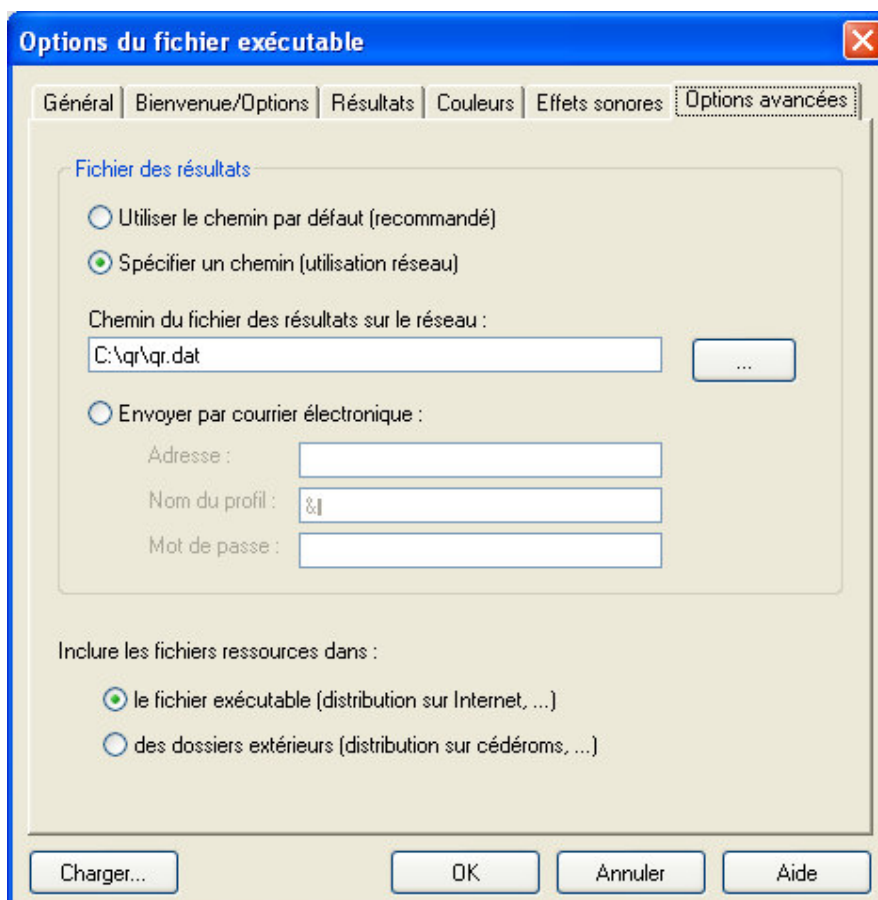 Options du fichier exécutable
Général Bienvenue/Options Résultats Couleurs Effets sonores Options avancées
Fichier des résultats
Utiliser le chemin par défaut (recommandé)
Spécifier un chemin (utilisation réseau)
Chemin du fichier des résultats sur le réseau :
C:\qr\qr.dat
...
Envoyer par courrier électronique :
Adresse :
Nom du profil :
Mot de passe :
Inclure les fichiers ressources dans :
le fichier exécutable (distribution sur Internet, ...)
des dossiers extérieurs (distribution sur cédéroms, ...)
Charger... OK Annuler Aide